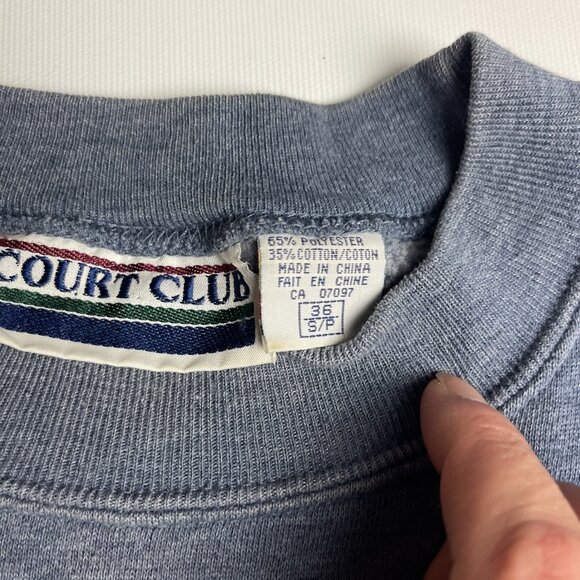 COURT CLUB
65% POLYESTER
35% COTTON/COTON
MADE IN CHINA
FAIT EN CHINE
CA 07097
36
S/P